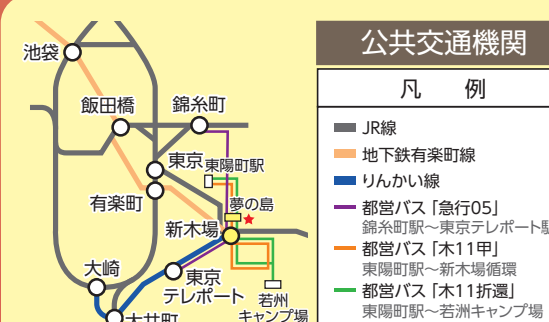 公共交通機関
凡　例
JR線
地下鉄有楽町線
りんかい線
都営バス「急行05」
錦糸町駅～東京テレポート駅
都営バス「木11甲」
東陽町駅～新木場循環
都営バス「木11折還」
東陽町駅～若洲キャンプ場
池袋
飯田橋
錦糸町
東京
東陽町駅
有楽町
夢の島
新木場
大崎
東京
テレポート
若州
キャンプ場
大井町